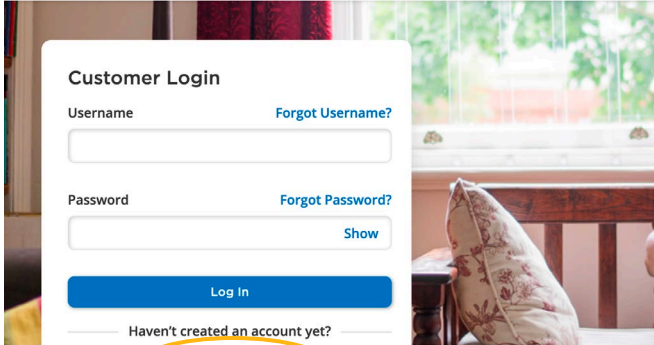 Customer Login
Username Forgot Username?
Password Forgot Password?
Show
Log In
Haven't created an account yet?